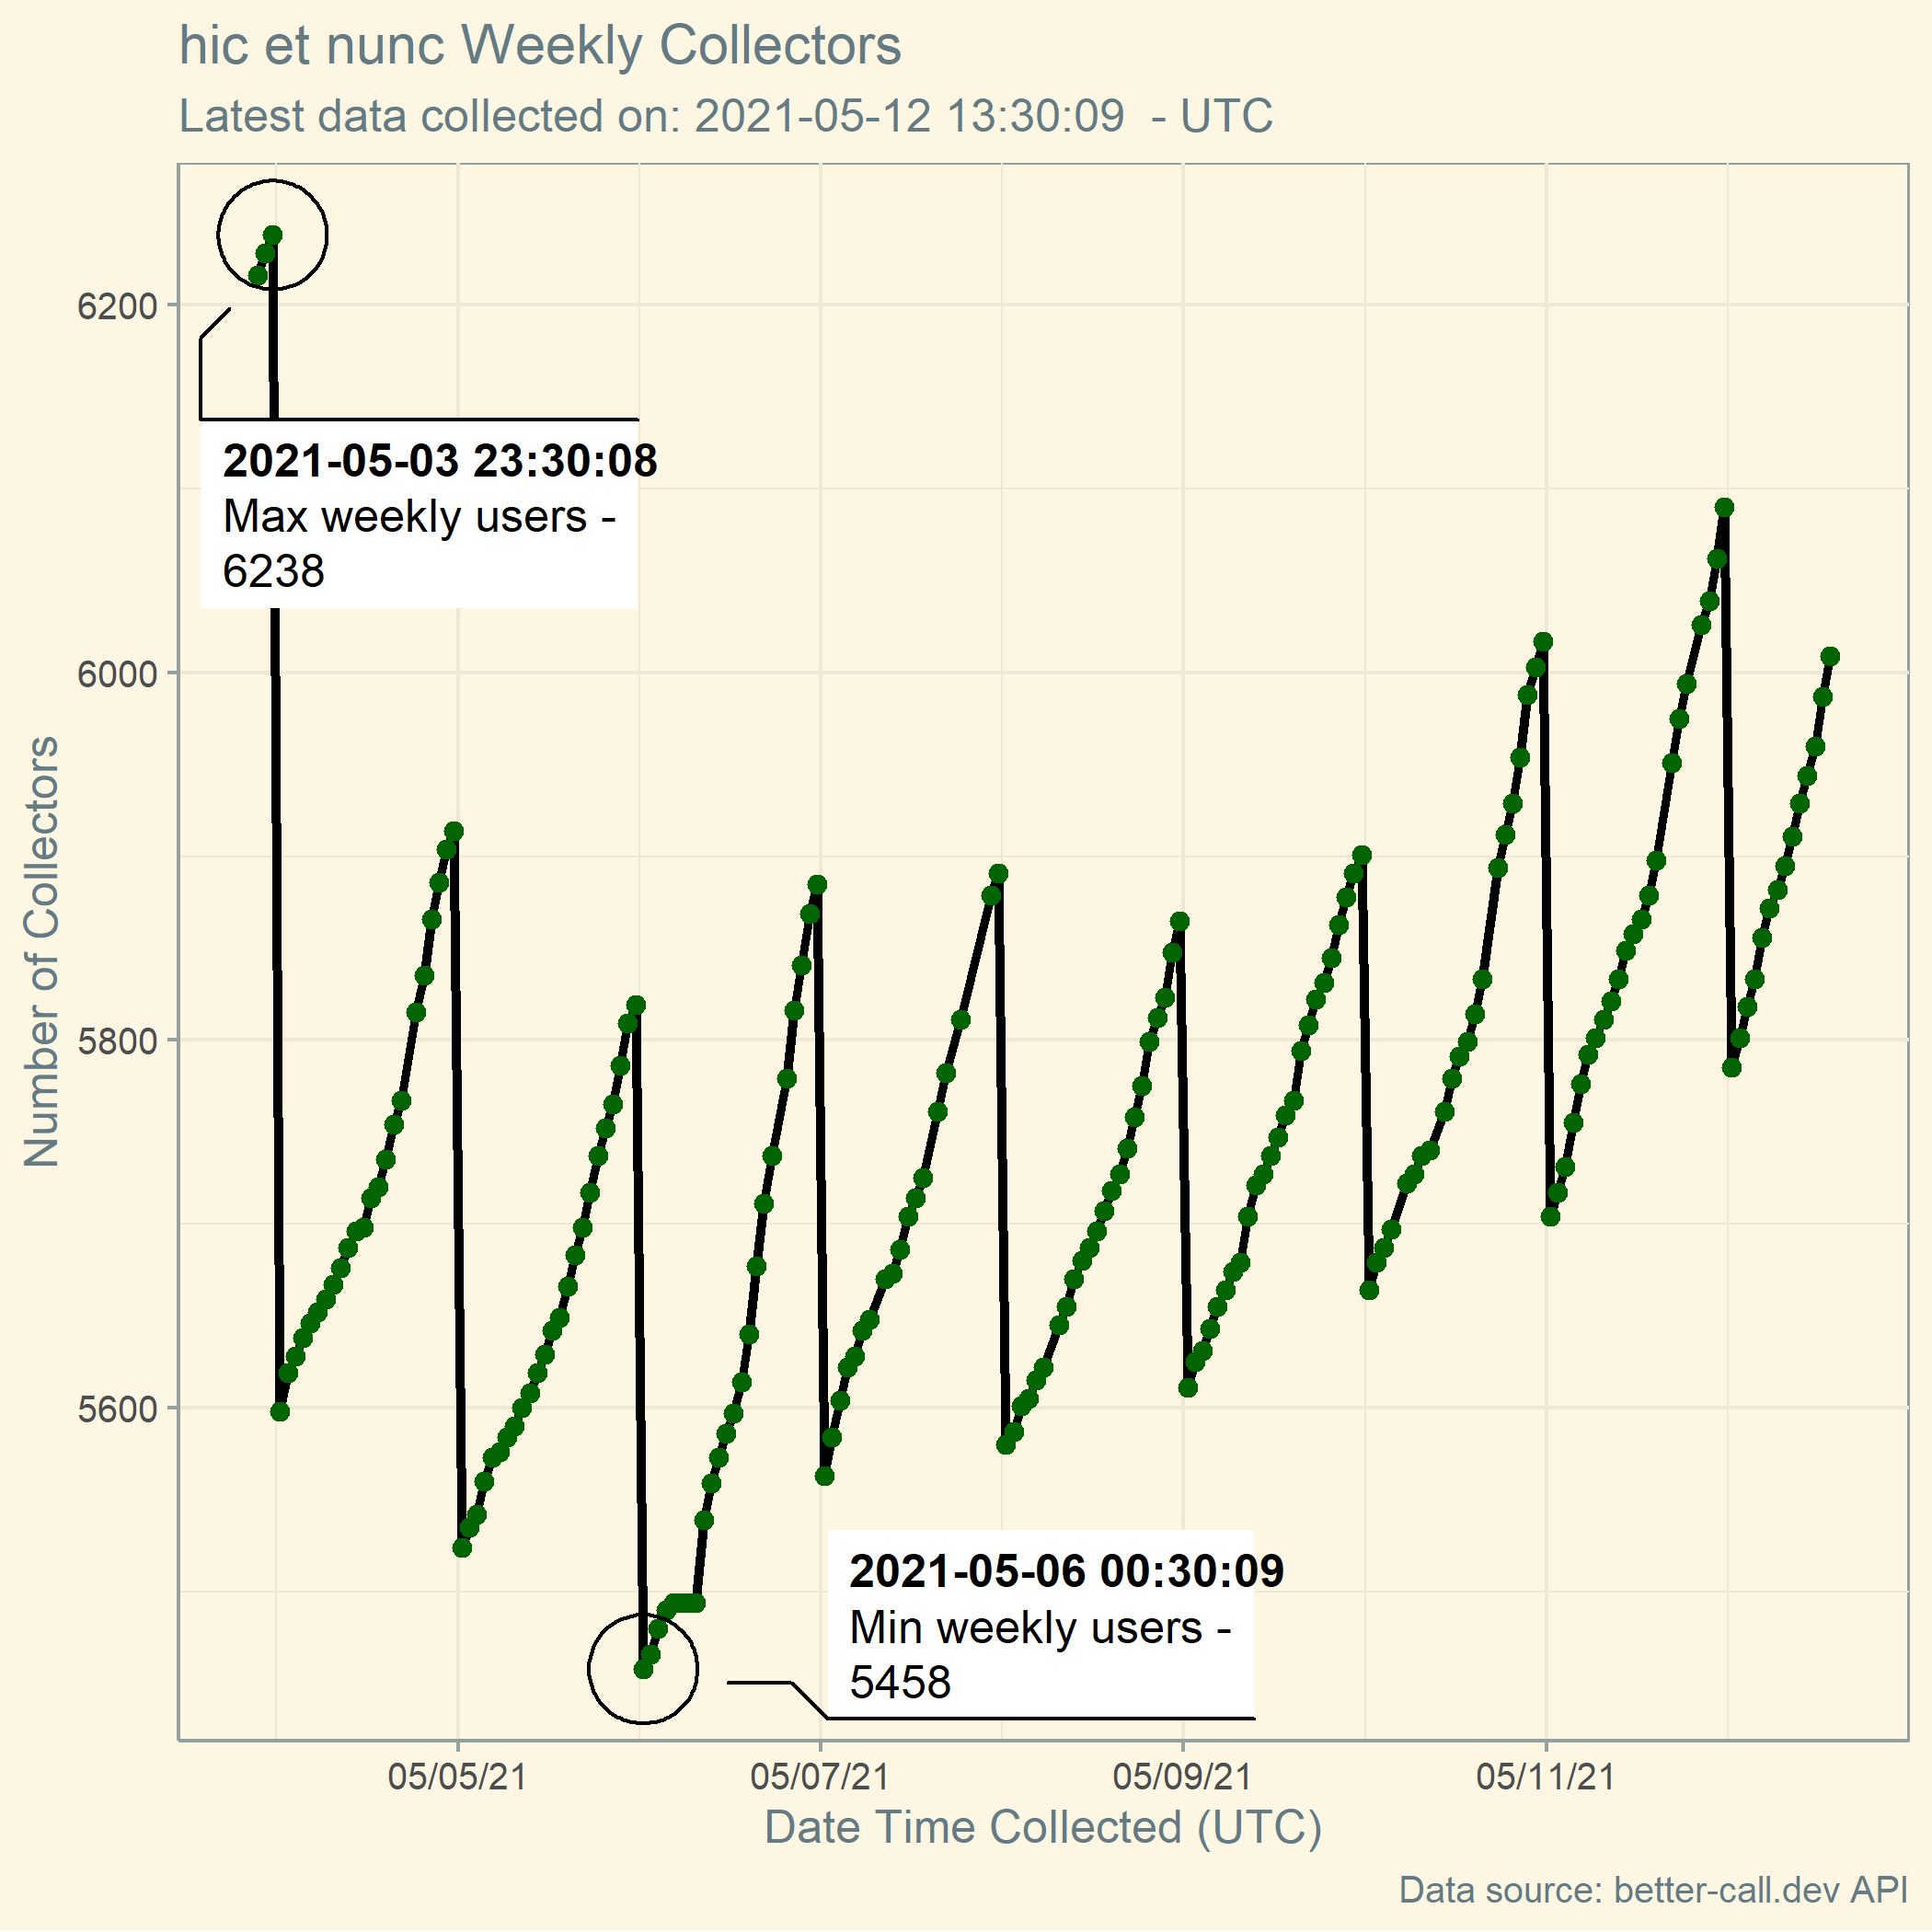 hic et nunc Weekly Collectors
Latest data collected on: 2021-05-12 13:30:09  - UTC
Number of Collectors
6200
6000
5800
5600
2021-05-03 23:30:08
Max weekly users -
6238
2021-05-06 00:30:09
Min weekly users -
5458
05/05/21
05/07/21
05/09/21
05/11/21
Date Time Collected (UTC)
Data source: better-call.dev API